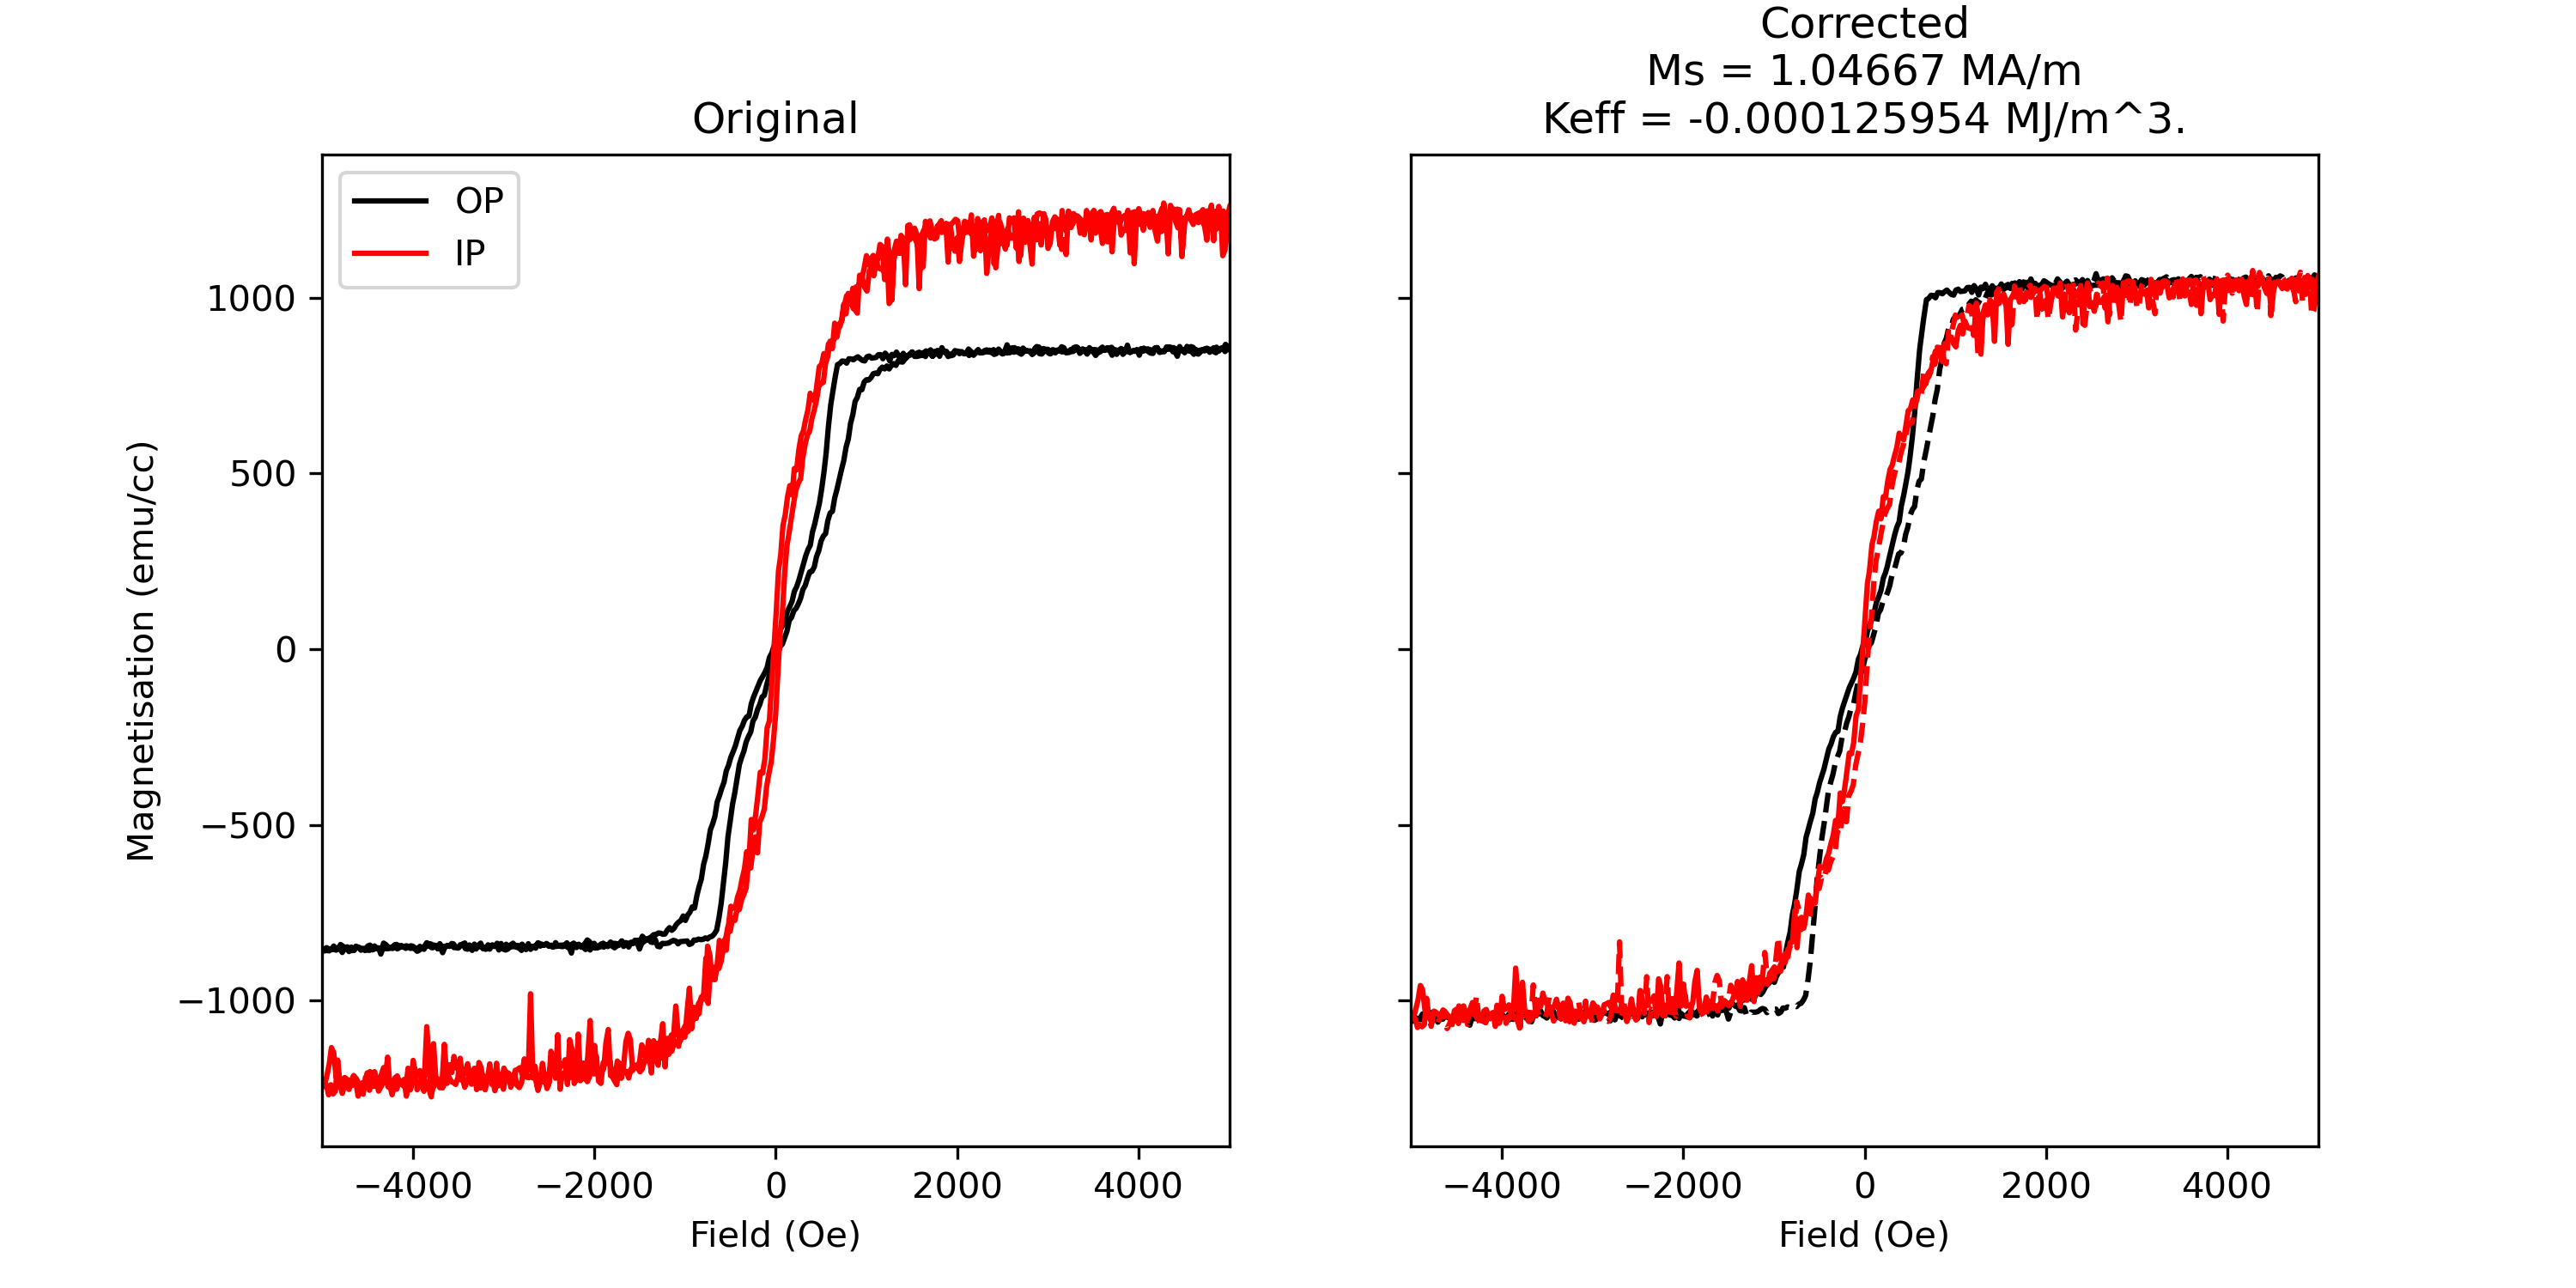 Original
OP
IP
1000
500
0
−500
−1000
Magnetisation (emu/cc)
−4000 −2000 0 2000 4000
Field (Oe)
Corrected
Ms = 1.04667 MA/m
Keff = -0.000125954 MJ/m^3.
−4000 −2000 0 2000 4000
Field (Oe)